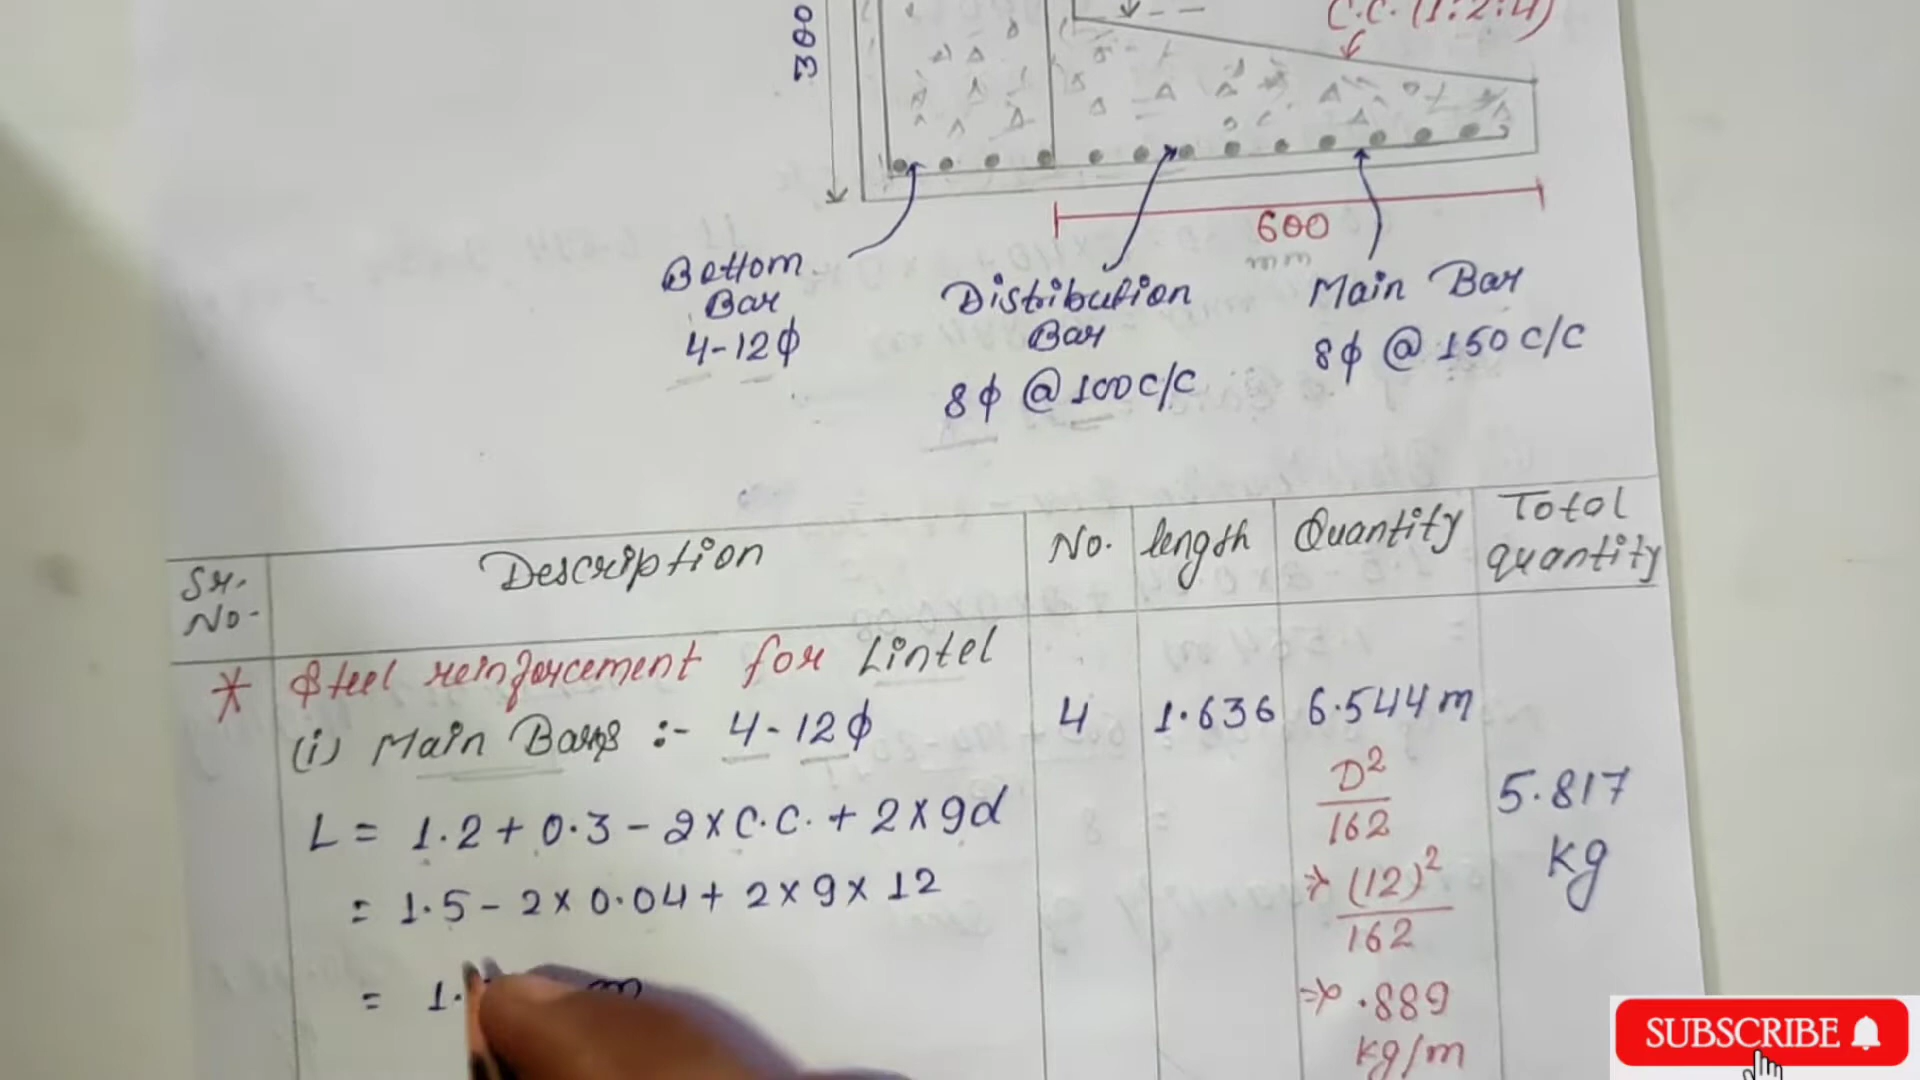 C.C. (1:2:4)
300
600
mm
Bottom
Bar
4-12ϕ
Distribution
Bar
8ϕ @ 100 C/C
Main Bar
8ϕ @ 150 C/C
Sr. No. Description No. length Quantity Total quantity
* Steel reinforcement for Lintel
(i) Main Bars :- 4-12ϕ 4 1.636 6.544 m
L = 1.2 + 0.3 - 2 x C.C. + 2 x 9d
= 1.5 - 2 x 0.04 + 2 x 9 x 12
= 1. m
D²
162
⇒ (12)²
162
⇒ .889
kg/m
5.817
kg
SUBSCRIBE